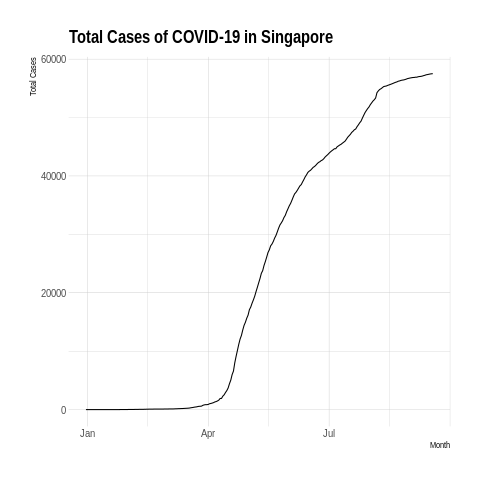 Total Cases of COVID-19 in Singapore
Total Cases
60000
40000
20000
0
Jan Apr Jul
Month